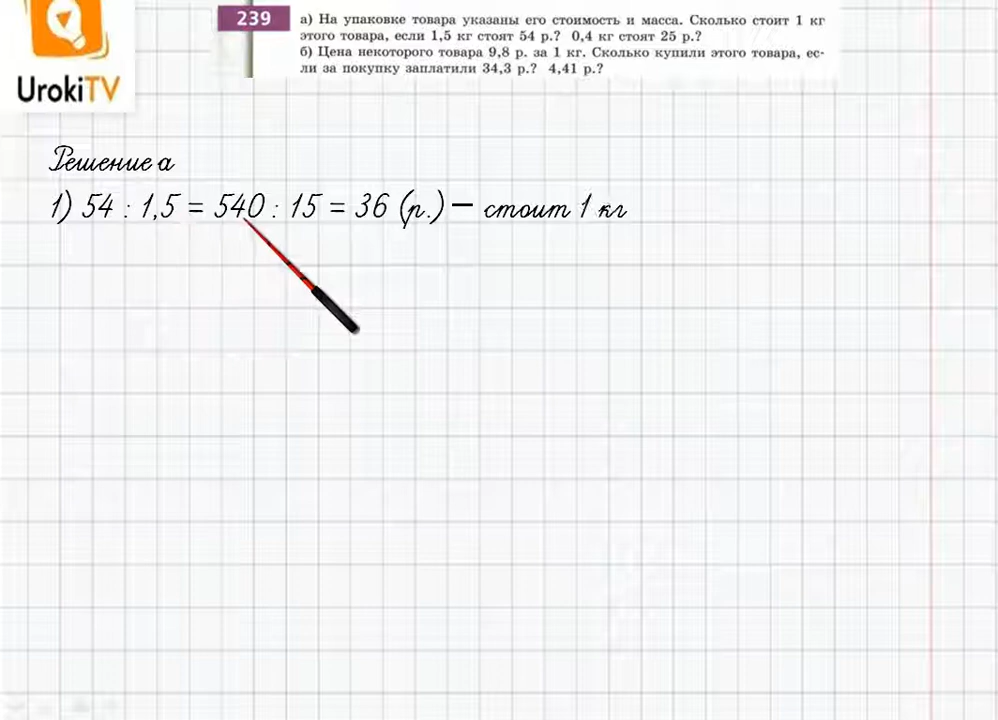 UrokiTV
239
а) На упаковке товара указаны его стоимость и масса. Сколько стоит 1 кг
этого товара, если 1,5 кг стоят 54 р.? 0,4 кг стоят 25 р.?
б) Цена некоторого товара 9,8 р. за 1 кг. Сколько купили этого товара, ес-
ли за покупку заплатили 34,3 р.? 4,41 р.?
Решение а
1) 54 : 1,5 = 540 : 15 = 36 (р.) — стоит 1 кг